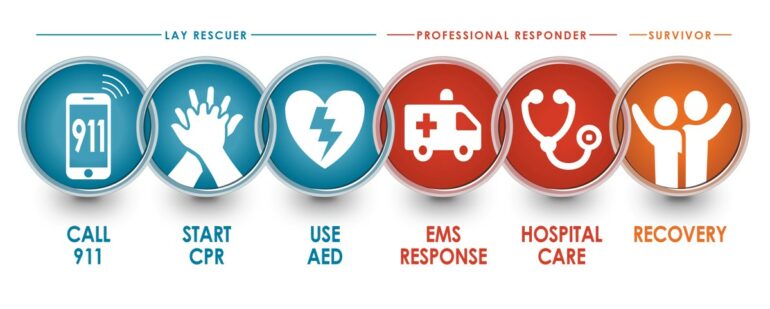 LAY RESCUER
PROFESSIONAL RESPONDER
SURVIVOR
911
CALL
911
START
CPR
USE
AED
EMS
RESPONSE
HOSPITAL
CARE
RECOVERY